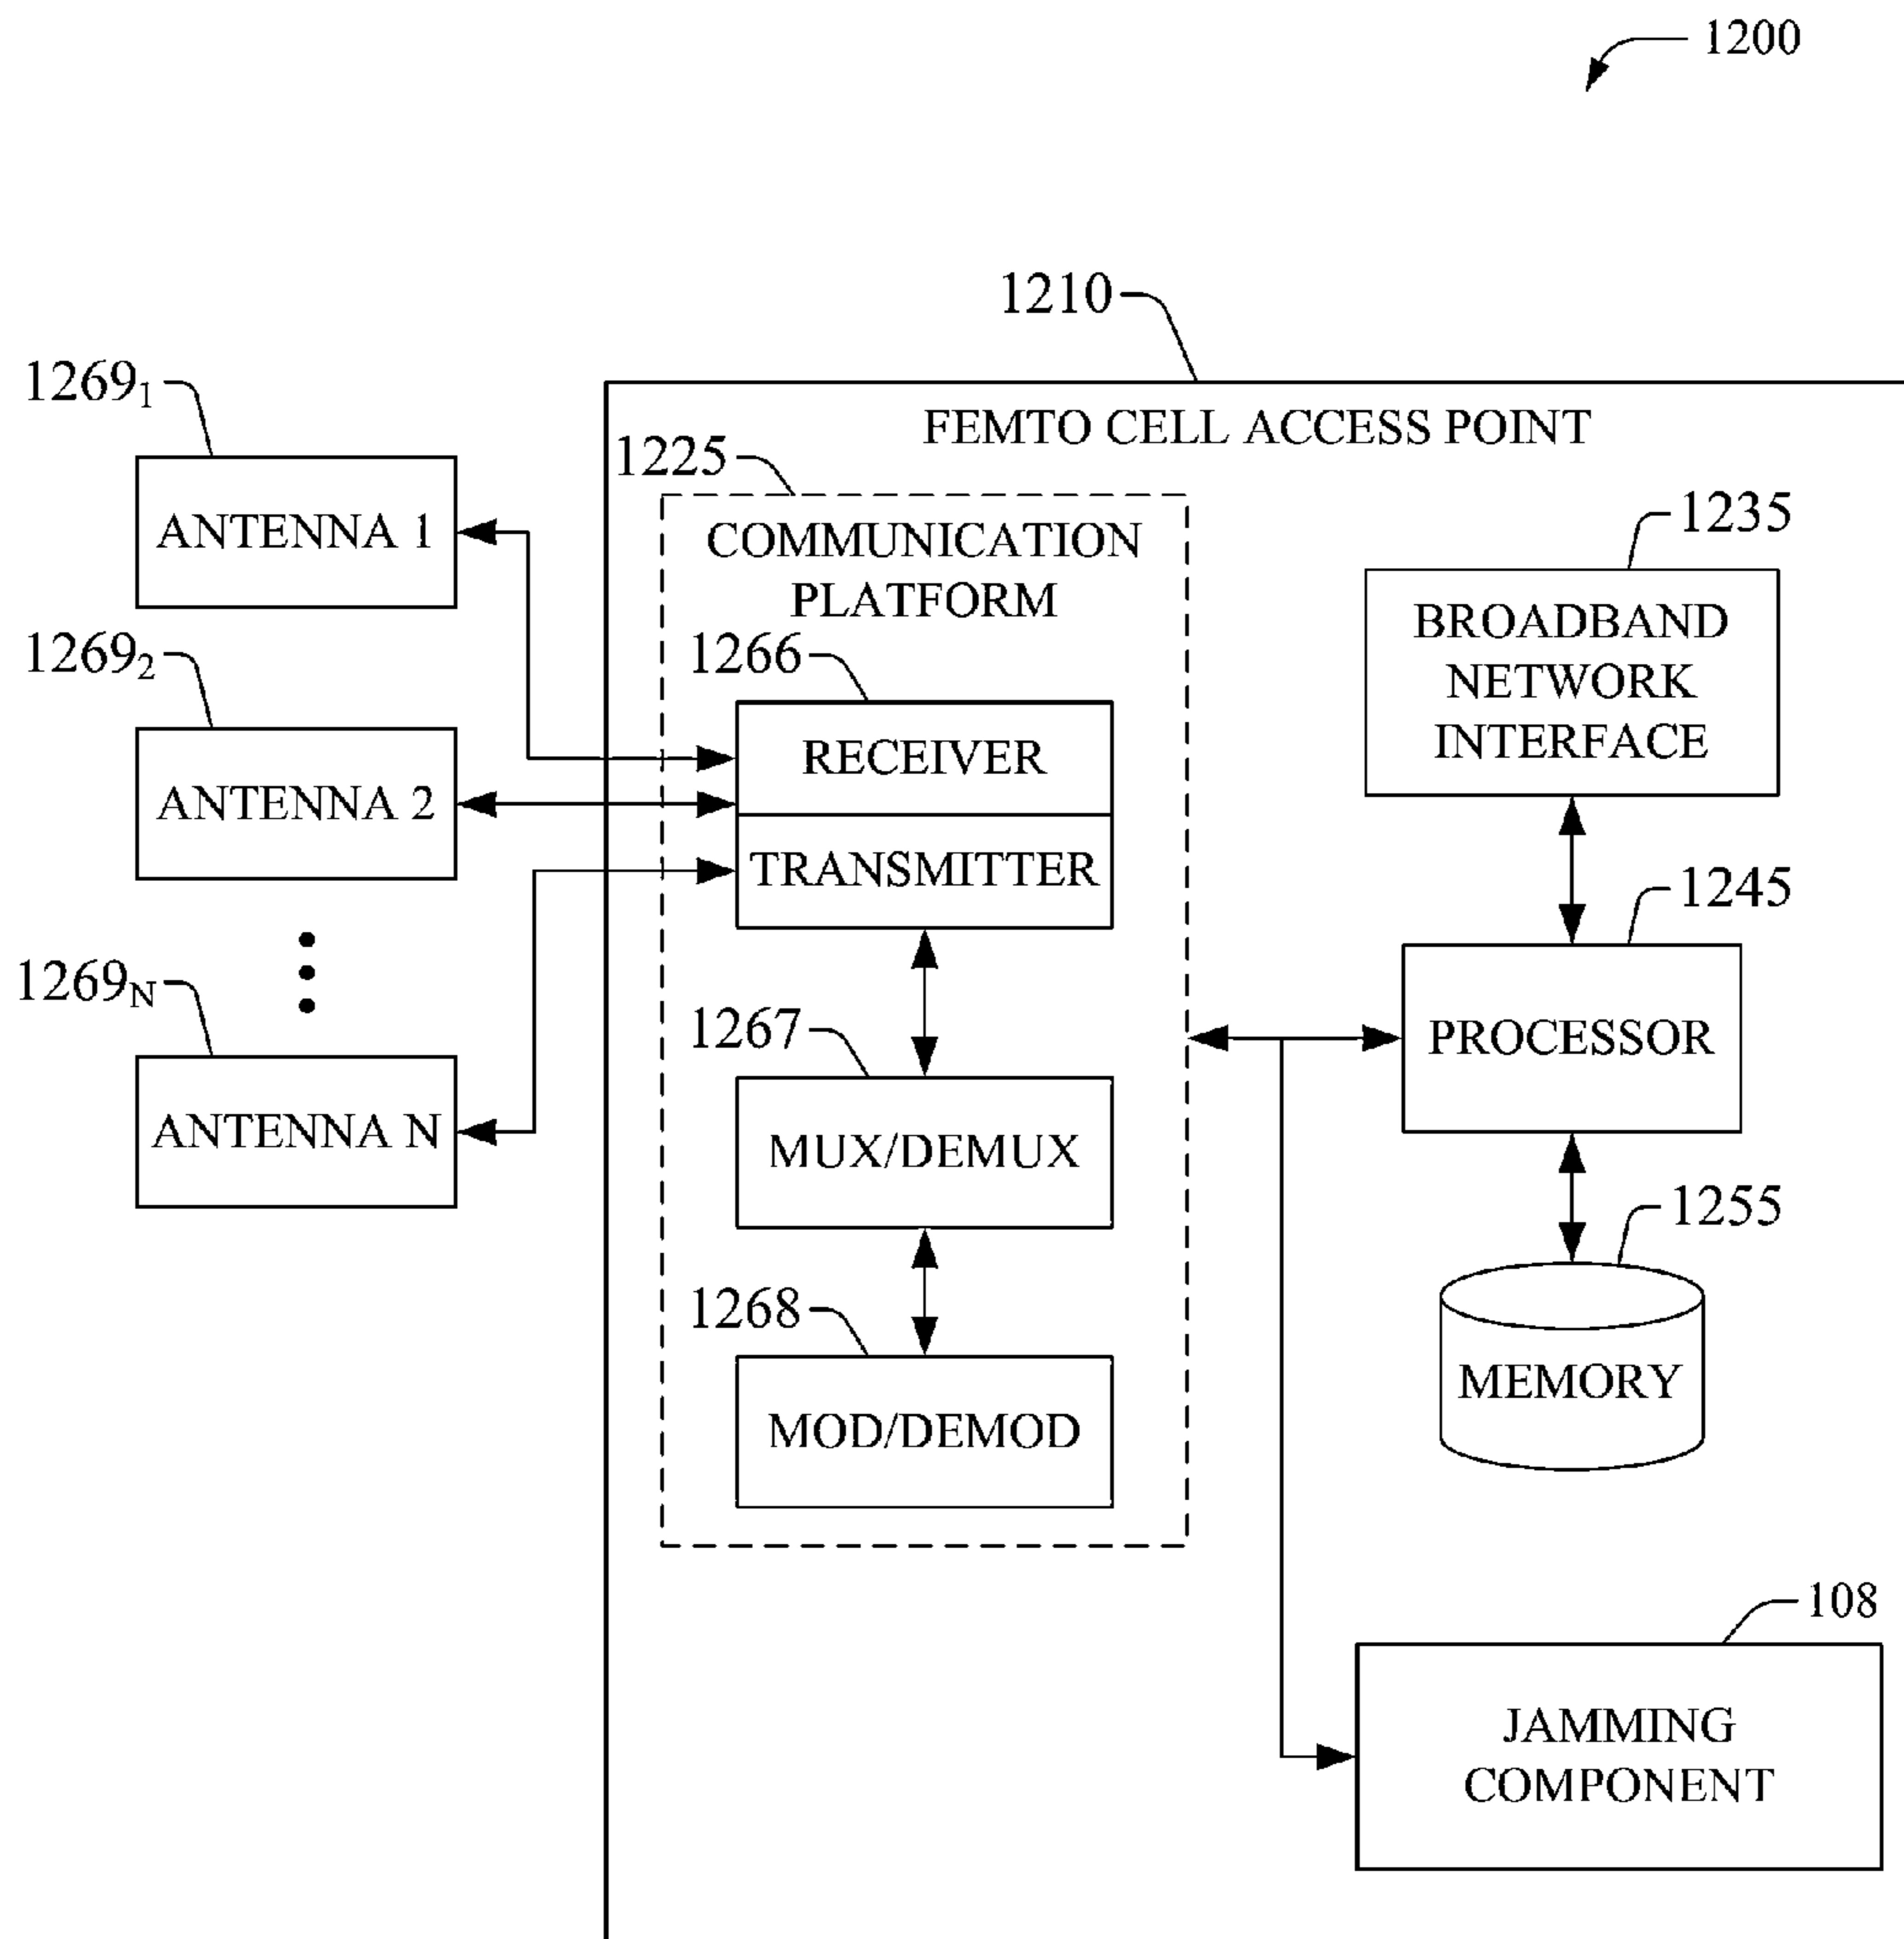 1200
1210
FEMTO CELL ACCESS POINT
1269₁
ANTENNA 1
1269₂
ANTENNA 2
1269N
ANTENNA N
1225
COMMUNICATION
PLATFORM
1266
RECEIVER
TRANSMITTER
1267
MUX/DEMUX
1268
MOD/DEMOD
1235
BROADBAND
NETWORK
INTERFACE
1245
PROCESSOR
1255
MEMORY
108
JAMMING
COMPONENT